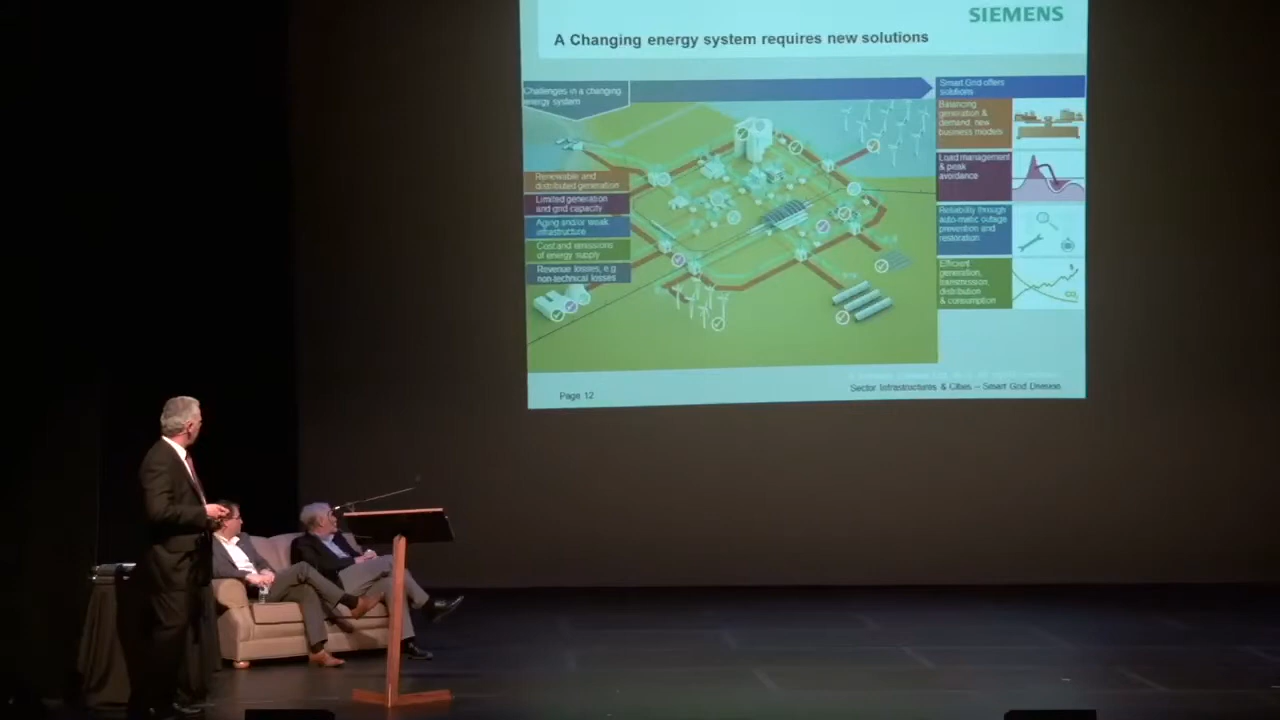 SIEMENS
A Changing energy system requires new solutions
Challenges in a changing
energy system
Renewable and
distributed generation
Limited generation
and grid capacity
Aging and/or weak
infrastructure
Cost and emissions
of energy supply
Revenue losses, e.g.
non-technical losses
Smart Grid offers
solutions
Balancing
generation &
demand, new
business models
Load management
& peak
avoidance
Reliability through
auto-matic outage
prevention and
restoration
Efficient
generation,
transmission,
distribution
& consumption
CO2
Page 12
Sector Infrastructures & Cities – Smart Grid Division